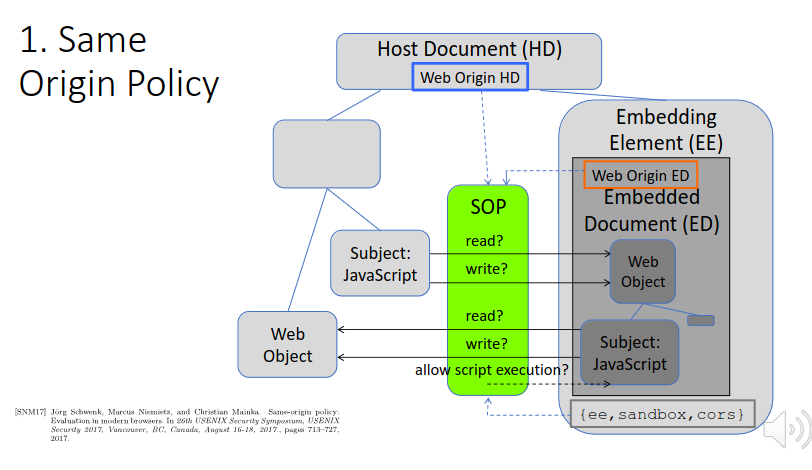 1. Same
Origin Policy
Host Document (HD)
Web Origin HD
Embedding
Element (EE)
Web Origin ED
Embedded
Document (ED)
SOP
read?
write?
Subject:
JavaScript
Web
Object
read?
write?
Web
Object
Subject:
JavaScript
allow script execution?
{ee,sandbox,cors}
[SNM17] Jörg Schwenk, Marcus Niemietz, and Christian Mainka. Same-origin policy:
Evaluation in modern browsers. In 26th USENIX Security Symposium, USENIX
Security 2017, Vancouver, BC, Canada, August 16-18, 2017., pages 713–727,
2017.